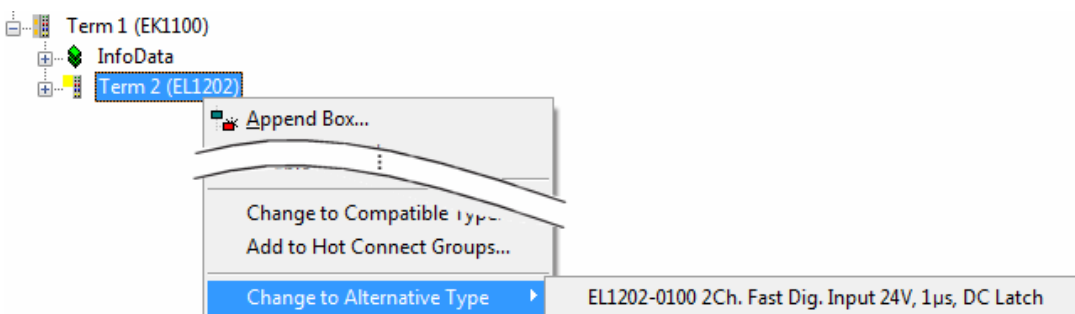 Term 1 (EK1100)
InfoData
Term 2 (EL1202)
Append Box...
Change to Compatible
Add to Hot Connect Groups...
Change to Alternative Type
EL1202-0100 2Ch. Fast Dig. Input 24V, 1µs, DC Latch